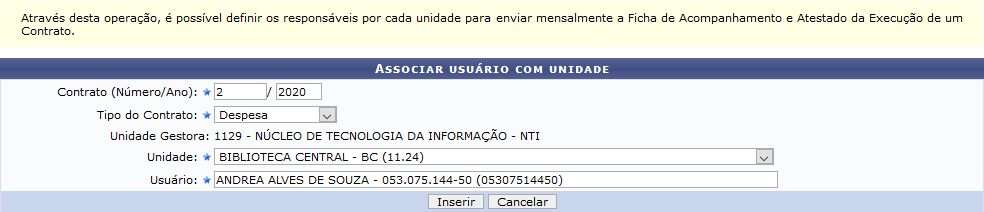 Através desta operação, é possível definir os responsáveis por cada unidade para enviar mensalmente a Ficha de Acompanhamento e Atestado da Execução de um
Contrato.
ASSOCIAR USUÁRIO COM UNIDADE
Contrato (Número/Ano): 2 / 2020
Tipo do Contrato: Despesa
Unidade Gestora: 1129 - NÚCLEO DE TECNOLOGIA DA INFORMAÇÃO - NTI
Unidade: BIBLIOTECA CENTRAL - BC (11.24)
Usuário: ANDREA ALVES DE SOUZA - 053.075.144-50 (05307514450)
Inserir Cancelar